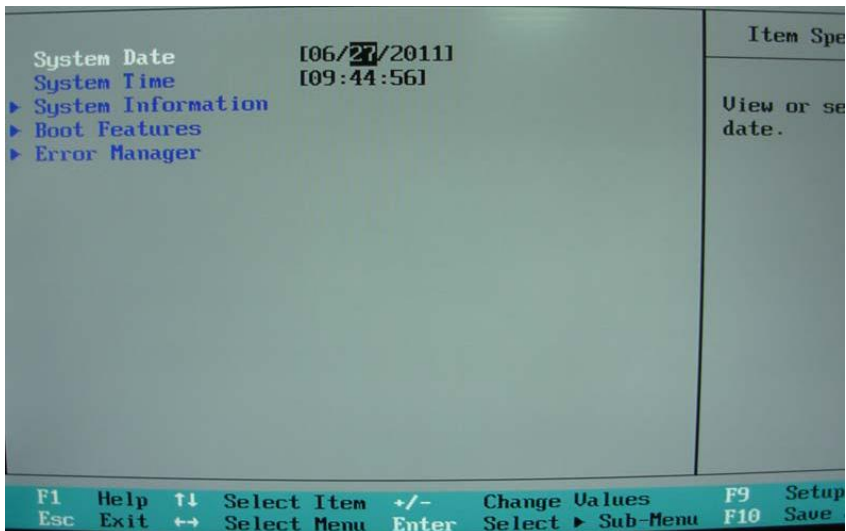 System Date [06/27/2011]
System Time [09:44:56]
▶ System Information
▶ Boot Features
▶ Error Manager
Item Spe
View or se
date.
F1 Help ↑↓ Select Item +/- Change Values F9 Setup
Esc Exit ↔ Select Menu Enter Select ▶ Sub-Menu F10 Save